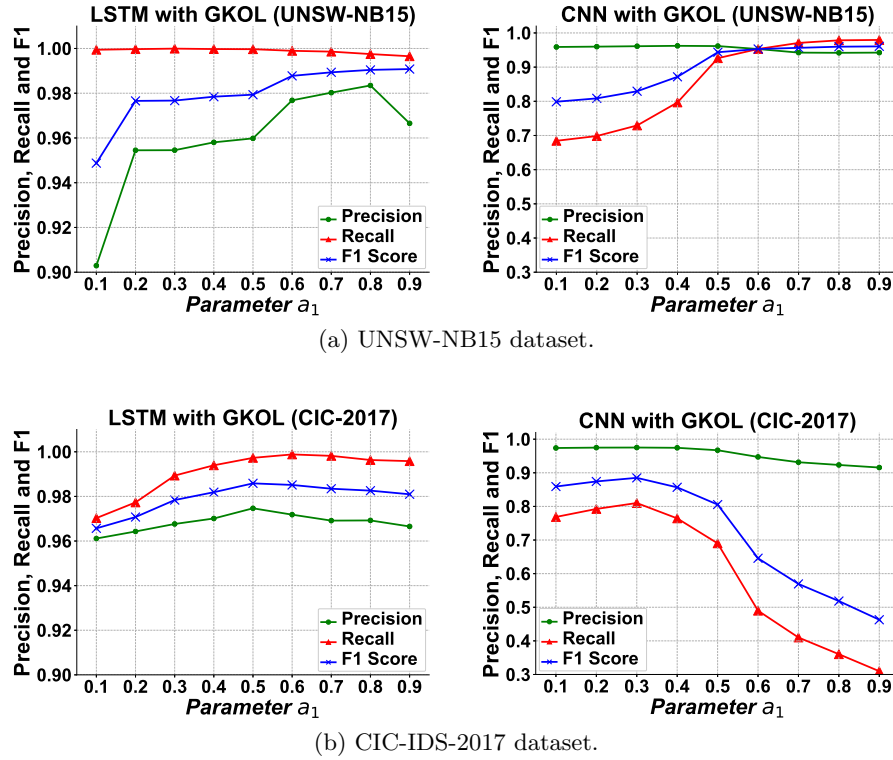 LSTM with GKOL (UNSW-NB15)
Precision, Recall and F1
1.00
0.98
0.96
0.94
0.92
0.90
Precision
Recall
F1 Score
0.1 0.2 0.3 0.4 0.5 0.6 0.7 0.8 0.9
Parameter a1
CNN with GKOL (UNSW-NB15)
Precision, Recall and F1
1.0
0.9
0.8
0.7
0.6
0.5
0.4
0.3
Precision
Recall
F1 Score
0.1 0.2 0.3 0.4 0.5 0.6 0.7 0.8 0.9
Parameter a1
(a) UNSW-NB15 dataset.
LSTM with GKOL (CIC-2017)
Precision, Recall and F1
1.00
0.98
0.96
0.94
0.92
0.90
Precision
Recall
F1 Score
0.1 0.2 0.3 0.4 0.5 0.6 0.7 0.8 0.9
Parameter a1
CNN with GKOL (CIC-2017)
Precision, Recall and F1
1.0
0.9
0.8
0.7
0.6
0.5
0.4
0.3
Precision
Recall
F1 Score
0.1 0.2 0.3 0.4 0.5 0.6 0.7 0.8 0.9
Parameter a1
(b) CIC-IDS-2017 dataset.